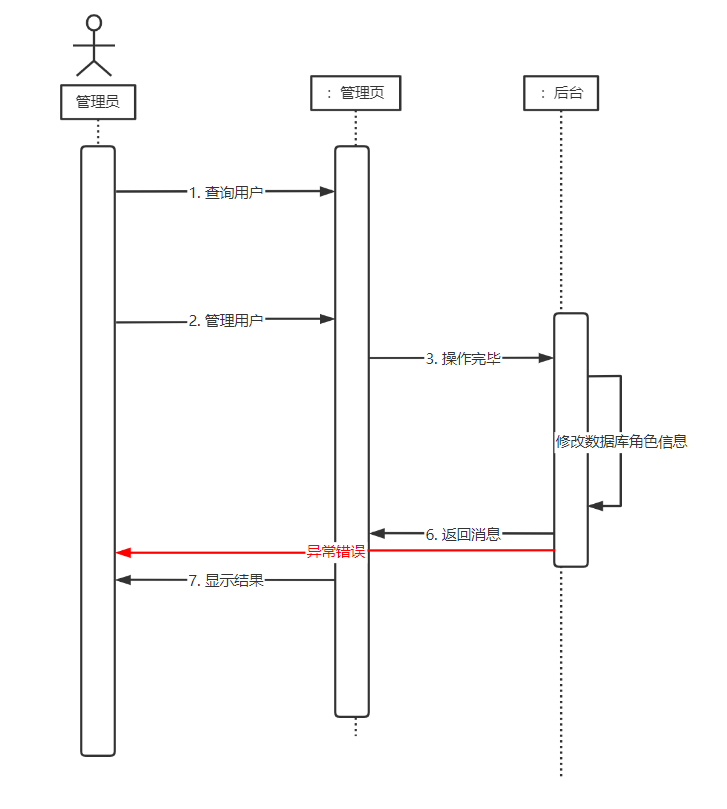 管理员
：管理页
：后台
1. 查询用户
2. 管理用户
3. 操作完毕
修改数据库角色信息
6. 返回消息
异常错误
7. 显示结果